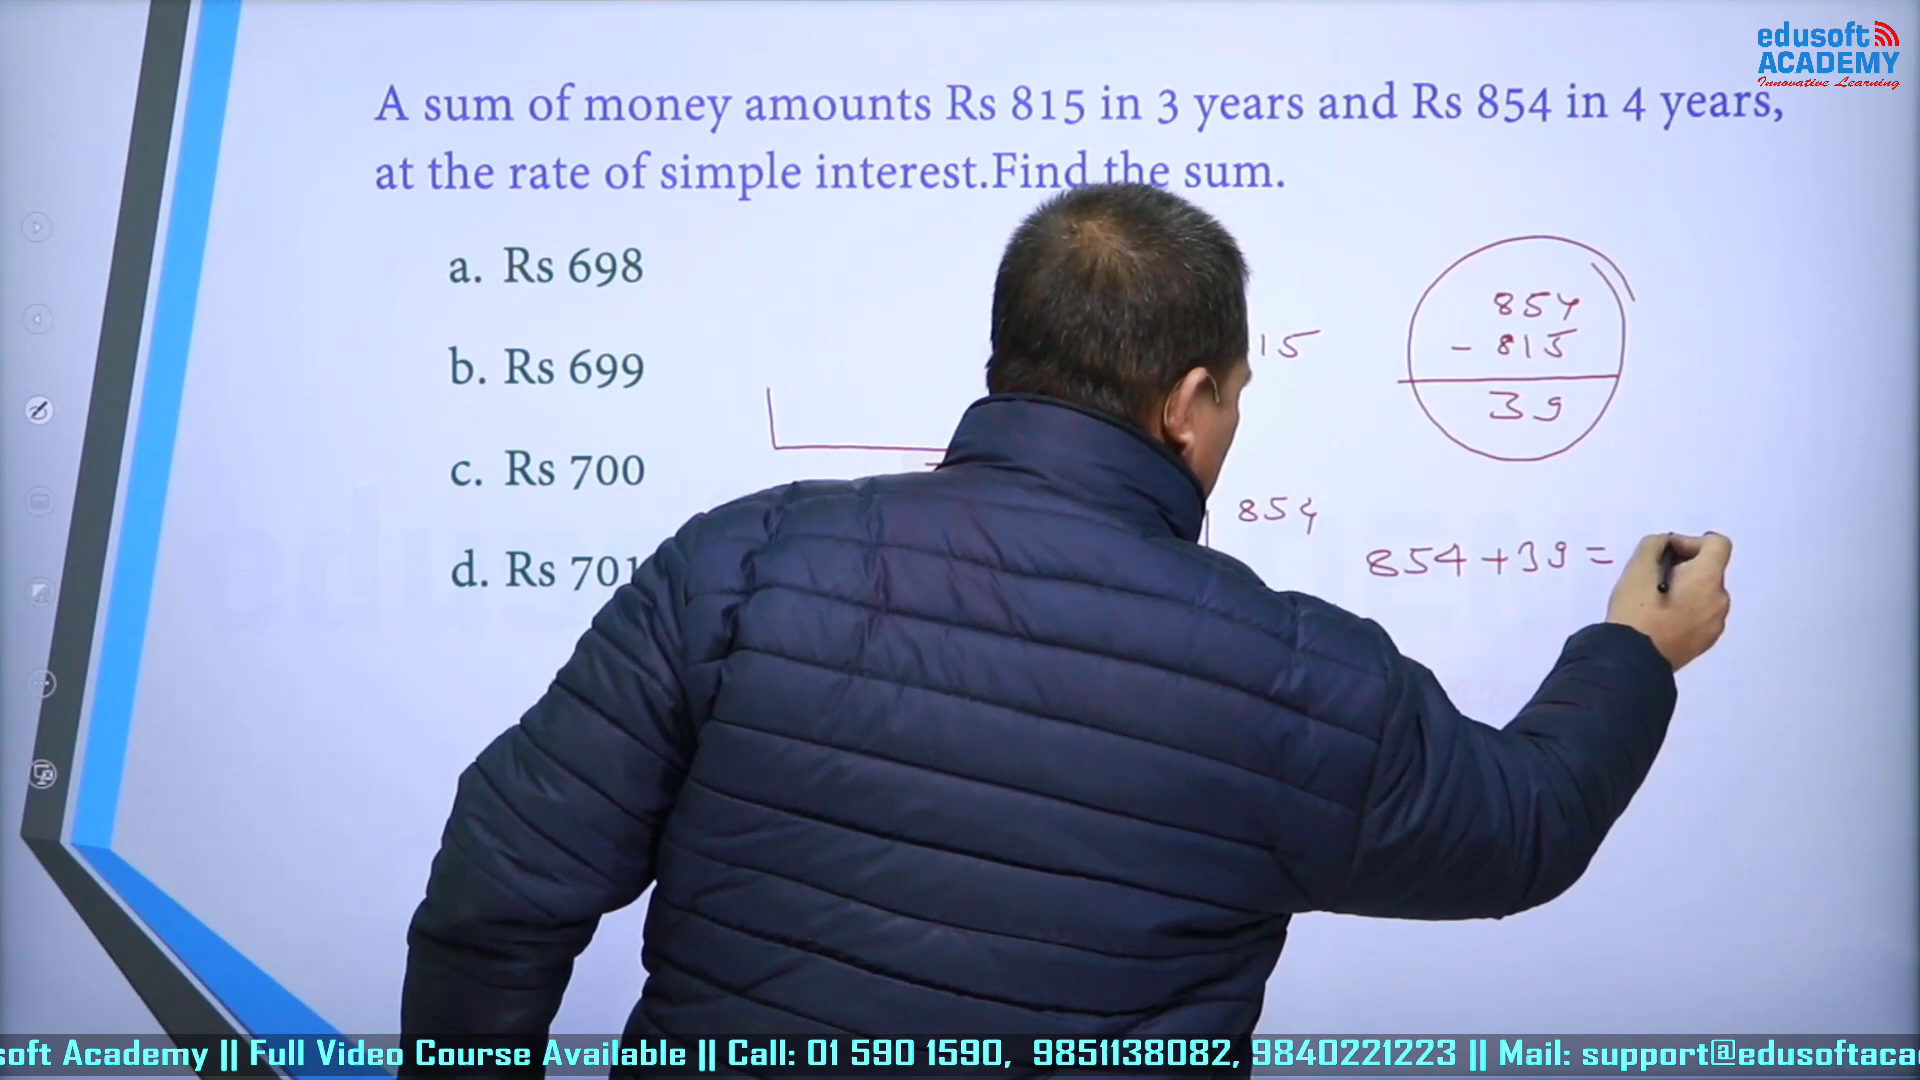 edusoft
ACADEMY
Innovative Learning
A sum of money amounts Rs 815 in 3 years and Rs 854 in 4 years,
at the rate of simple interest.Find the sum.
a. Rs 698
b. Rs 699
c. Rs 700
d. Rs 701
15
854
- 815
39
854
854 + 39 =
soft Academy || Full Video Course Available || Call: 01 590 1590, 9851138082, 9840221223 || Mail: support@edusoftaca